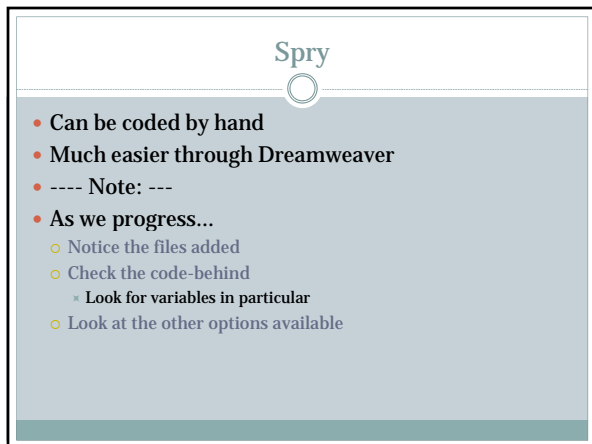 Spry
• Can be coded by hand
• Much easier through Dreamweaver
• ---- Note: ---
• As we progress...
Notice the files added
Check the code-behind
Look for variables in particular
Look at the other options available